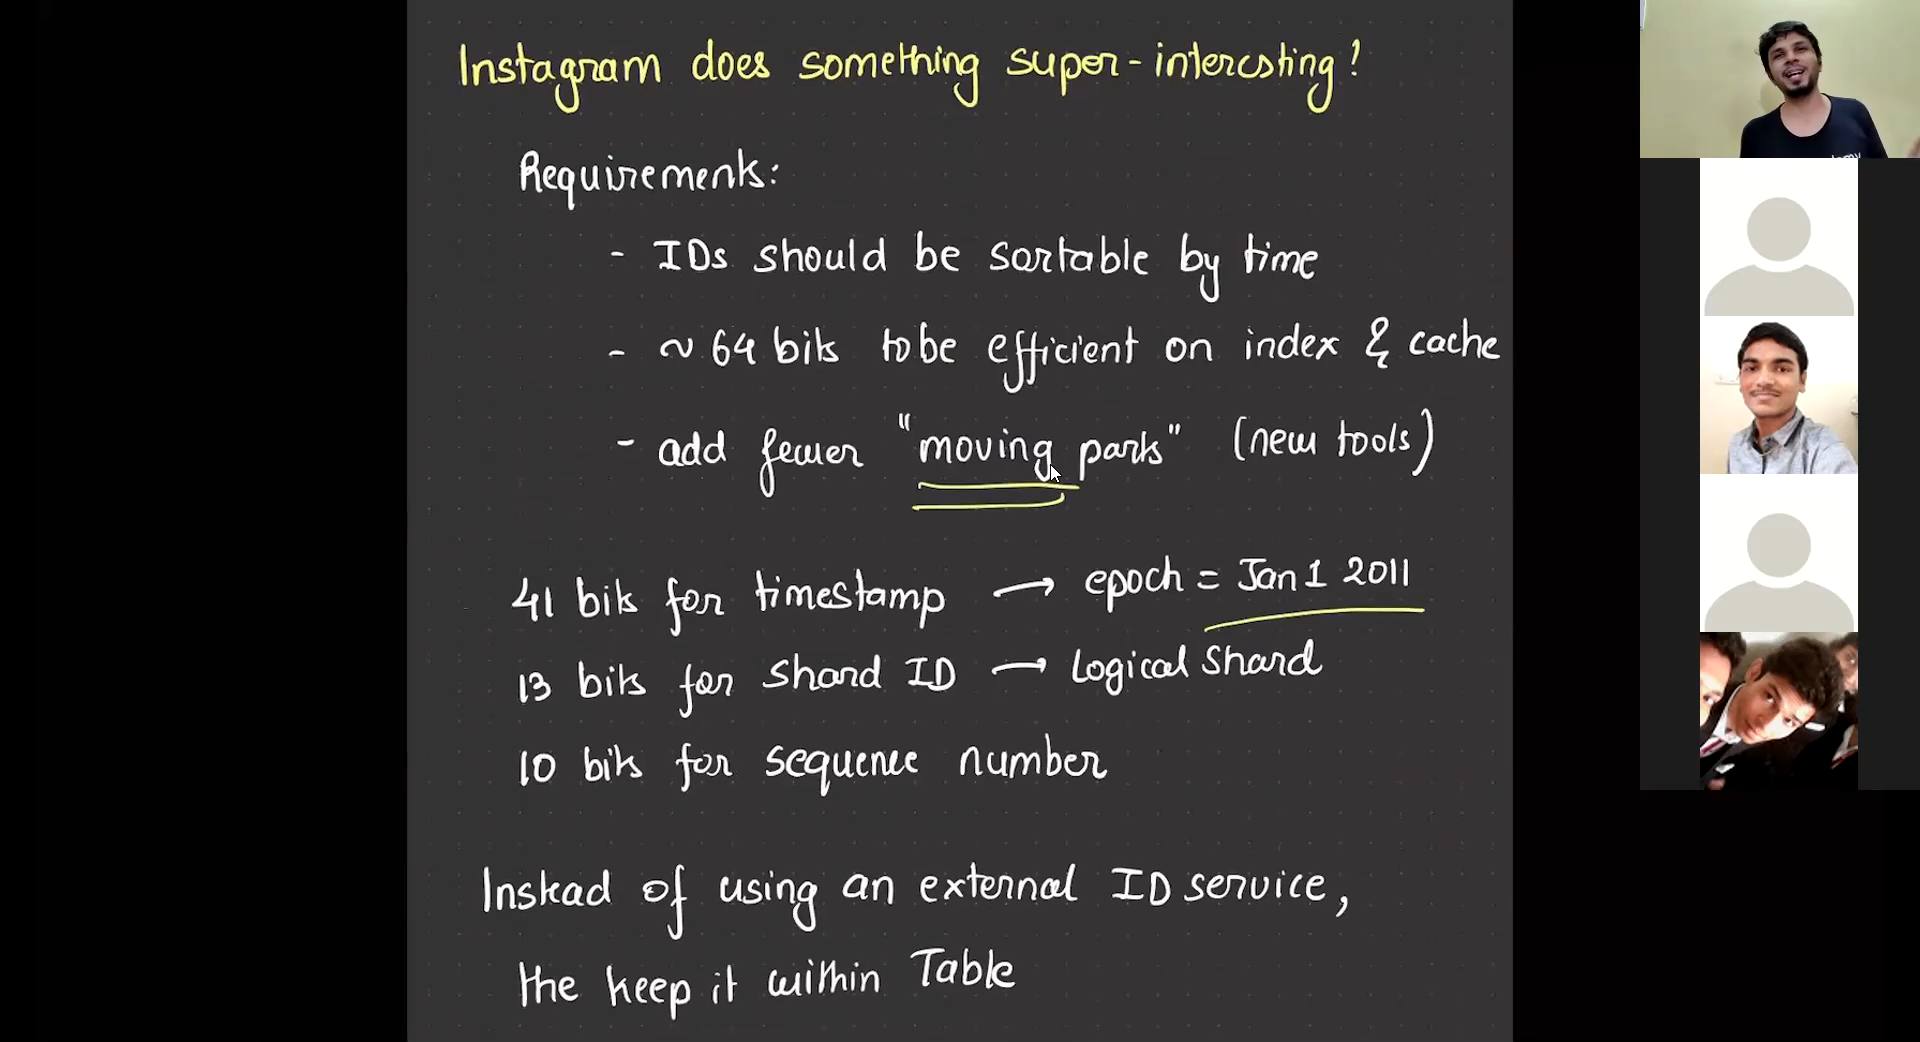 Instagram does something super-interesting!
Requirements:
- IDs should be sortable by time
- ~ 64 bits to be efficient on index & cache
- add fewer "moving parts" (new tools)
41 bits for timestamp → epoch = Jan 1 2011
13 bits for Shard ID → Logical Shard
10 bits for sequence number
Instead of using an external ID service,
the keep it within Table